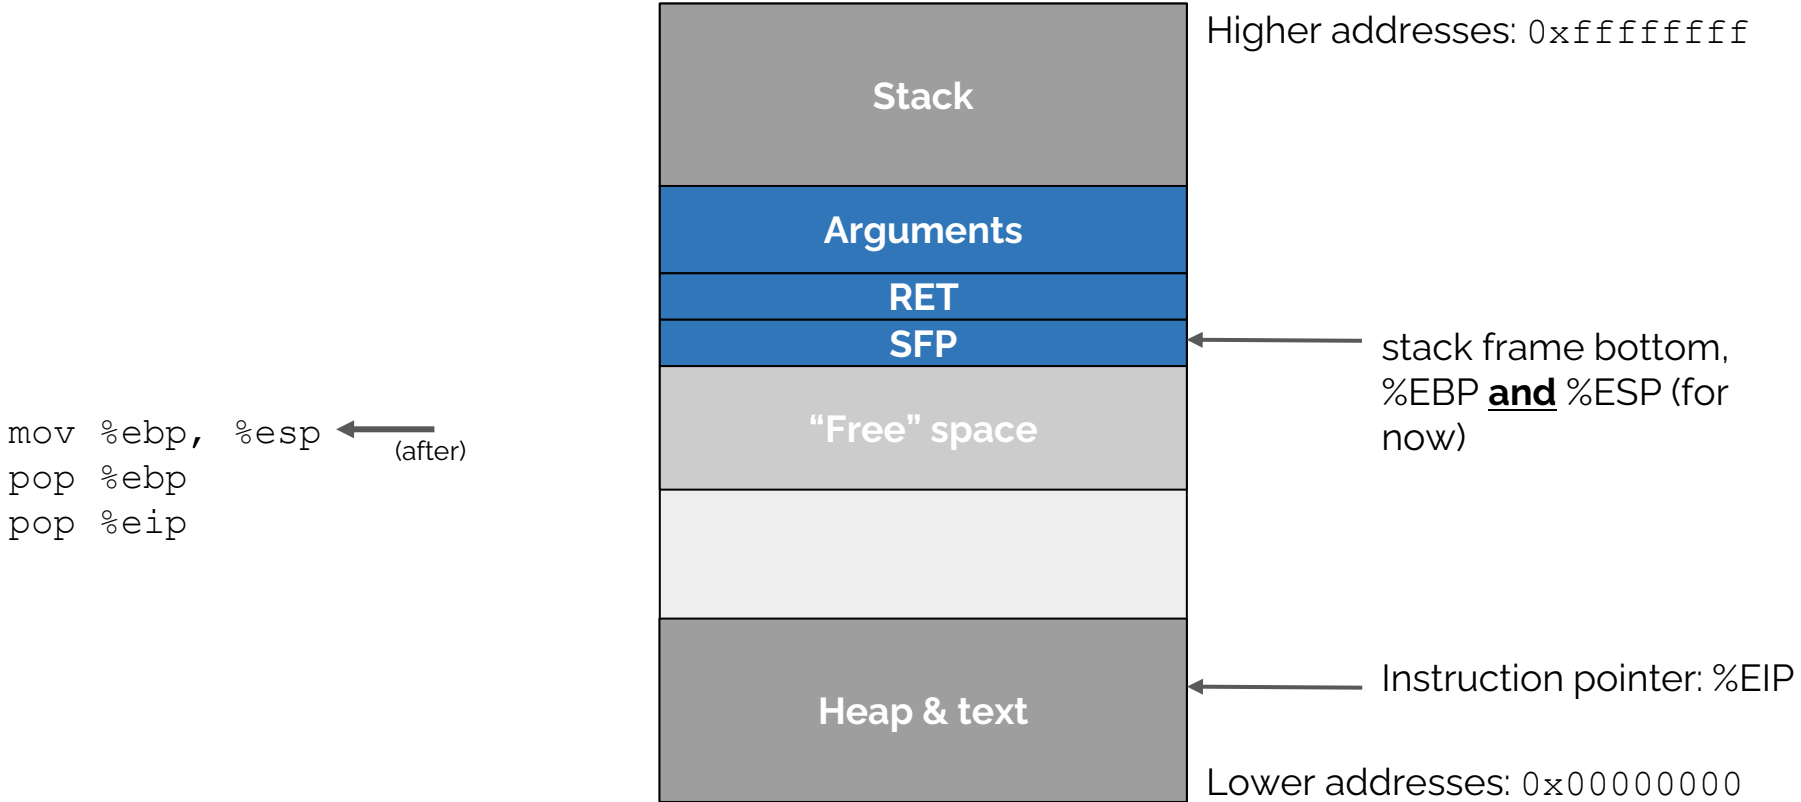 Higher addresses: 0xffffffff
Stack
Arguments
RET
SFP
stack frame bottom,
%EBP and %ESP (for
now)
mov %ebp, %esp
(after)
pop %ebp
pop %eip
“Free” space
Instruction pointer: %EIP
Heap & text
Lower addresses: 0x00000000